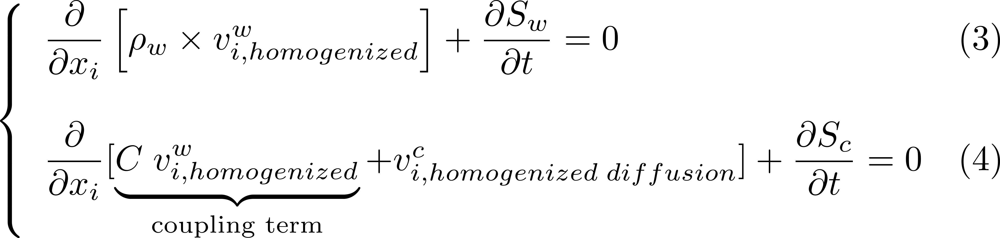 ∂/∂x_i [ρ_w × v^w_{i,homogenized}] + ∂S_w/∂t = 0 (3)
∂/∂x_i [C v^w_{i,homogenized} + v^c_{i,homogenized diffusion}] + ∂S_c/∂t = 0 (4)
coupling term